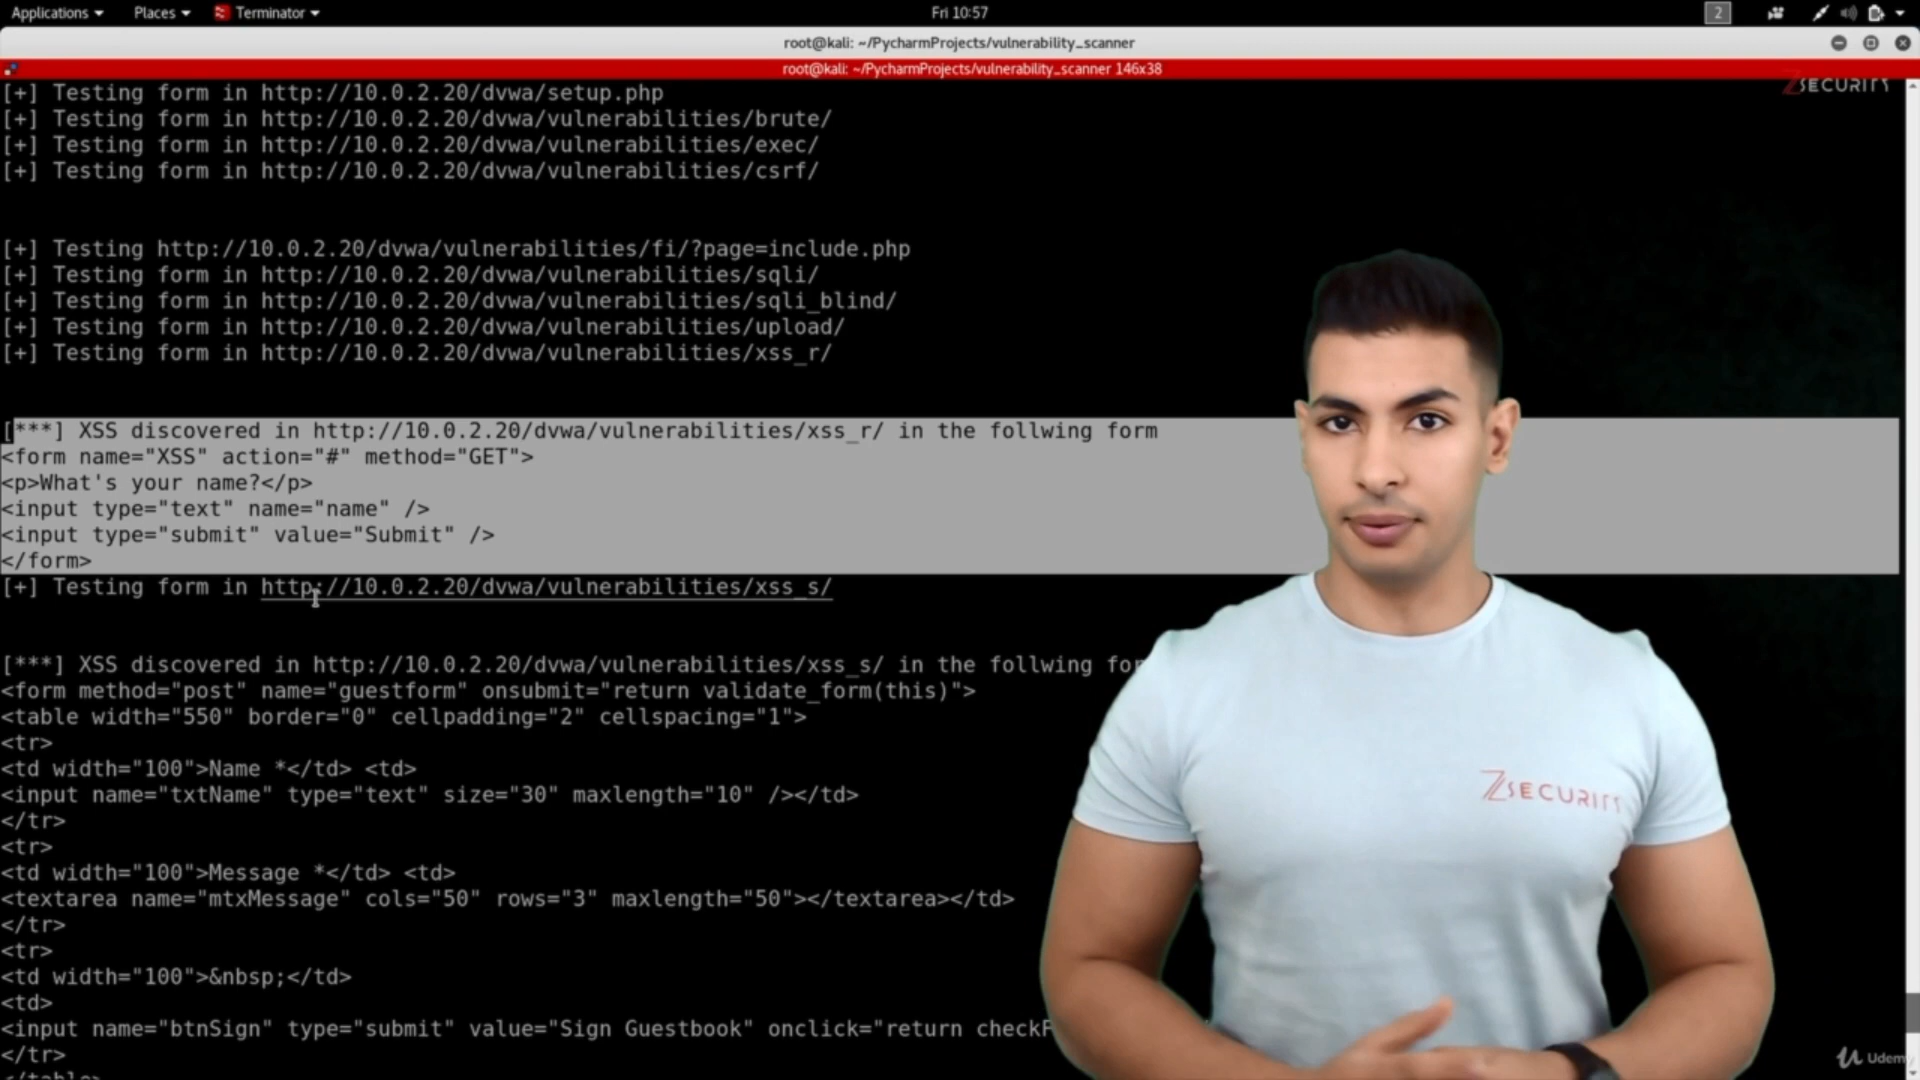 Applications Places Terminator Fri 10:57 2
root@kali: ~/PycharmProjects/vulnerability_scanner
root@kali: ~/PycharmProjects/vulnerability_scanner 146x38
ZSECURITY
[+] Testing form in http://10.0.2.20/dvwa/setup.php
[+] Testing form in http://10.0.2.20/dvwa/vulnerabilities/brute/
[+] Testing form in http://10.0.2.20/dvwa/vulnerabilities/exec/
[+] Testing form in http://10.0.2.20/dvwa/vulnerabilities/csrf/
[+] Testing http://10.0.2.20/dvwa/vulnerabilities/fi/?page=include.php
[+] Testing form in http://10.0.2.20/dvwa/vulnerabilities/sqli/
[+] Testing form in http://10.0.2.20/dvwa/vulnerabilities/sqli_blind/
[+] Testing form in http://10.0.2.20/dvwa/vulnerabilities/upload/
[+] Testing form in http://10.0.2.20/dvwa/vulnerabilities/xss_r/
[***] XSS discovered in http://10.0.2.20/dvwa/vulnerabilities/xss_r/ in the follwing form
<form name="XSS" action="#" method="GET">
<p>What's your name?</p>
<input type="text" name="name" />
<input type="submit" value="Submit" />
</form>
[+] Testing form in http://10.0.2.20/dvwa/vulnerabilities/xss_s/
[***] XSS discovered in http://10.0.2.20/dvwa/vulnerabilities/xss_s/ in the follwing for
<form method="post" name="guestform" onsubmit="return validate_form(this)">
<table width="550" border="0" cellpadding="2" cellspacing="1">
<tr>
<td width="100">Name *</td> <td>
<input name="txtName" type="text" size="30" maxlength="10" /></td>
</tr>
<tr>
<td width="100">Message *</td> <td>
<textarea name="mtxMessage" cols="50" rows="3" maxlength="50"></textarea></td>
</tr>
<tr>
<td width="100">&nbsp;</td>
<td>
<input name="btnSign" type="submit" value="Sign Guestbook" onclick="return checkF
</tr>
</table>
ZSECURITY
Udemy